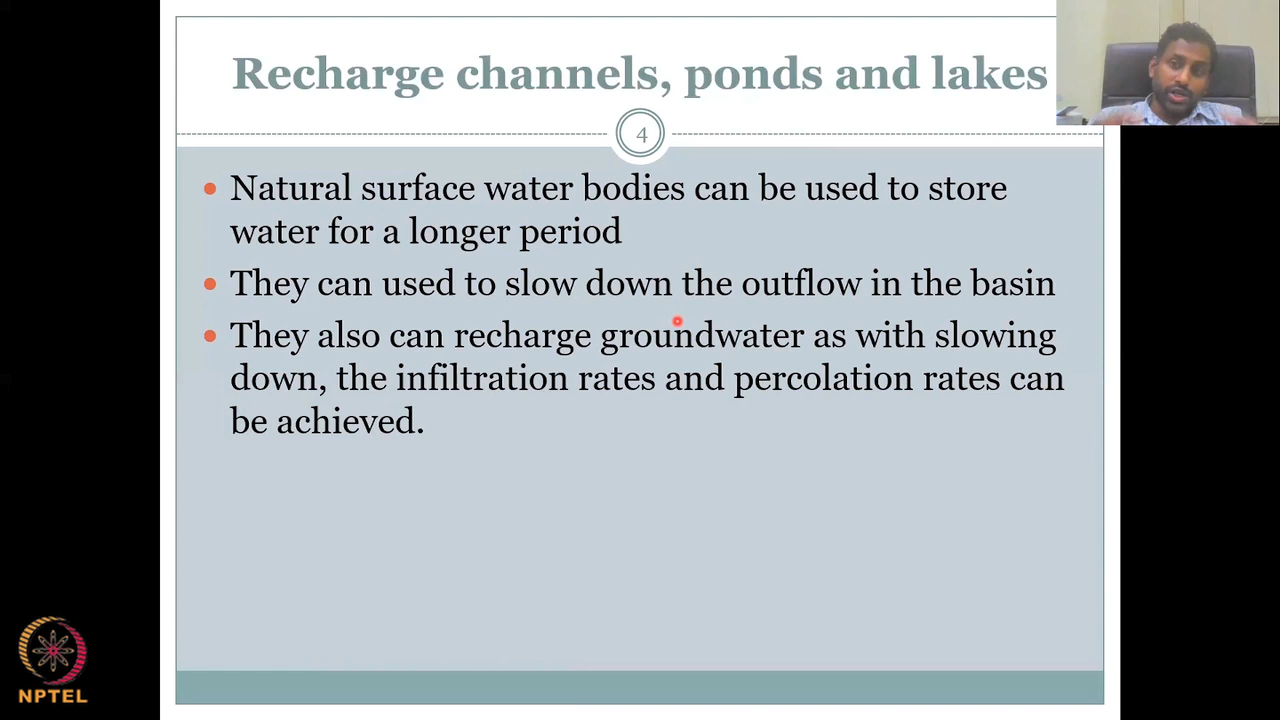 Recharge channels, ponds and lakes
4
Natural surface water bodies can be used to store
water for a longer period
They can used to slow down the outflow in the basin
They also can recharge groundwater as with slowing
down, the infiltration rates and percolation rates can
be achieved.
NPTEL